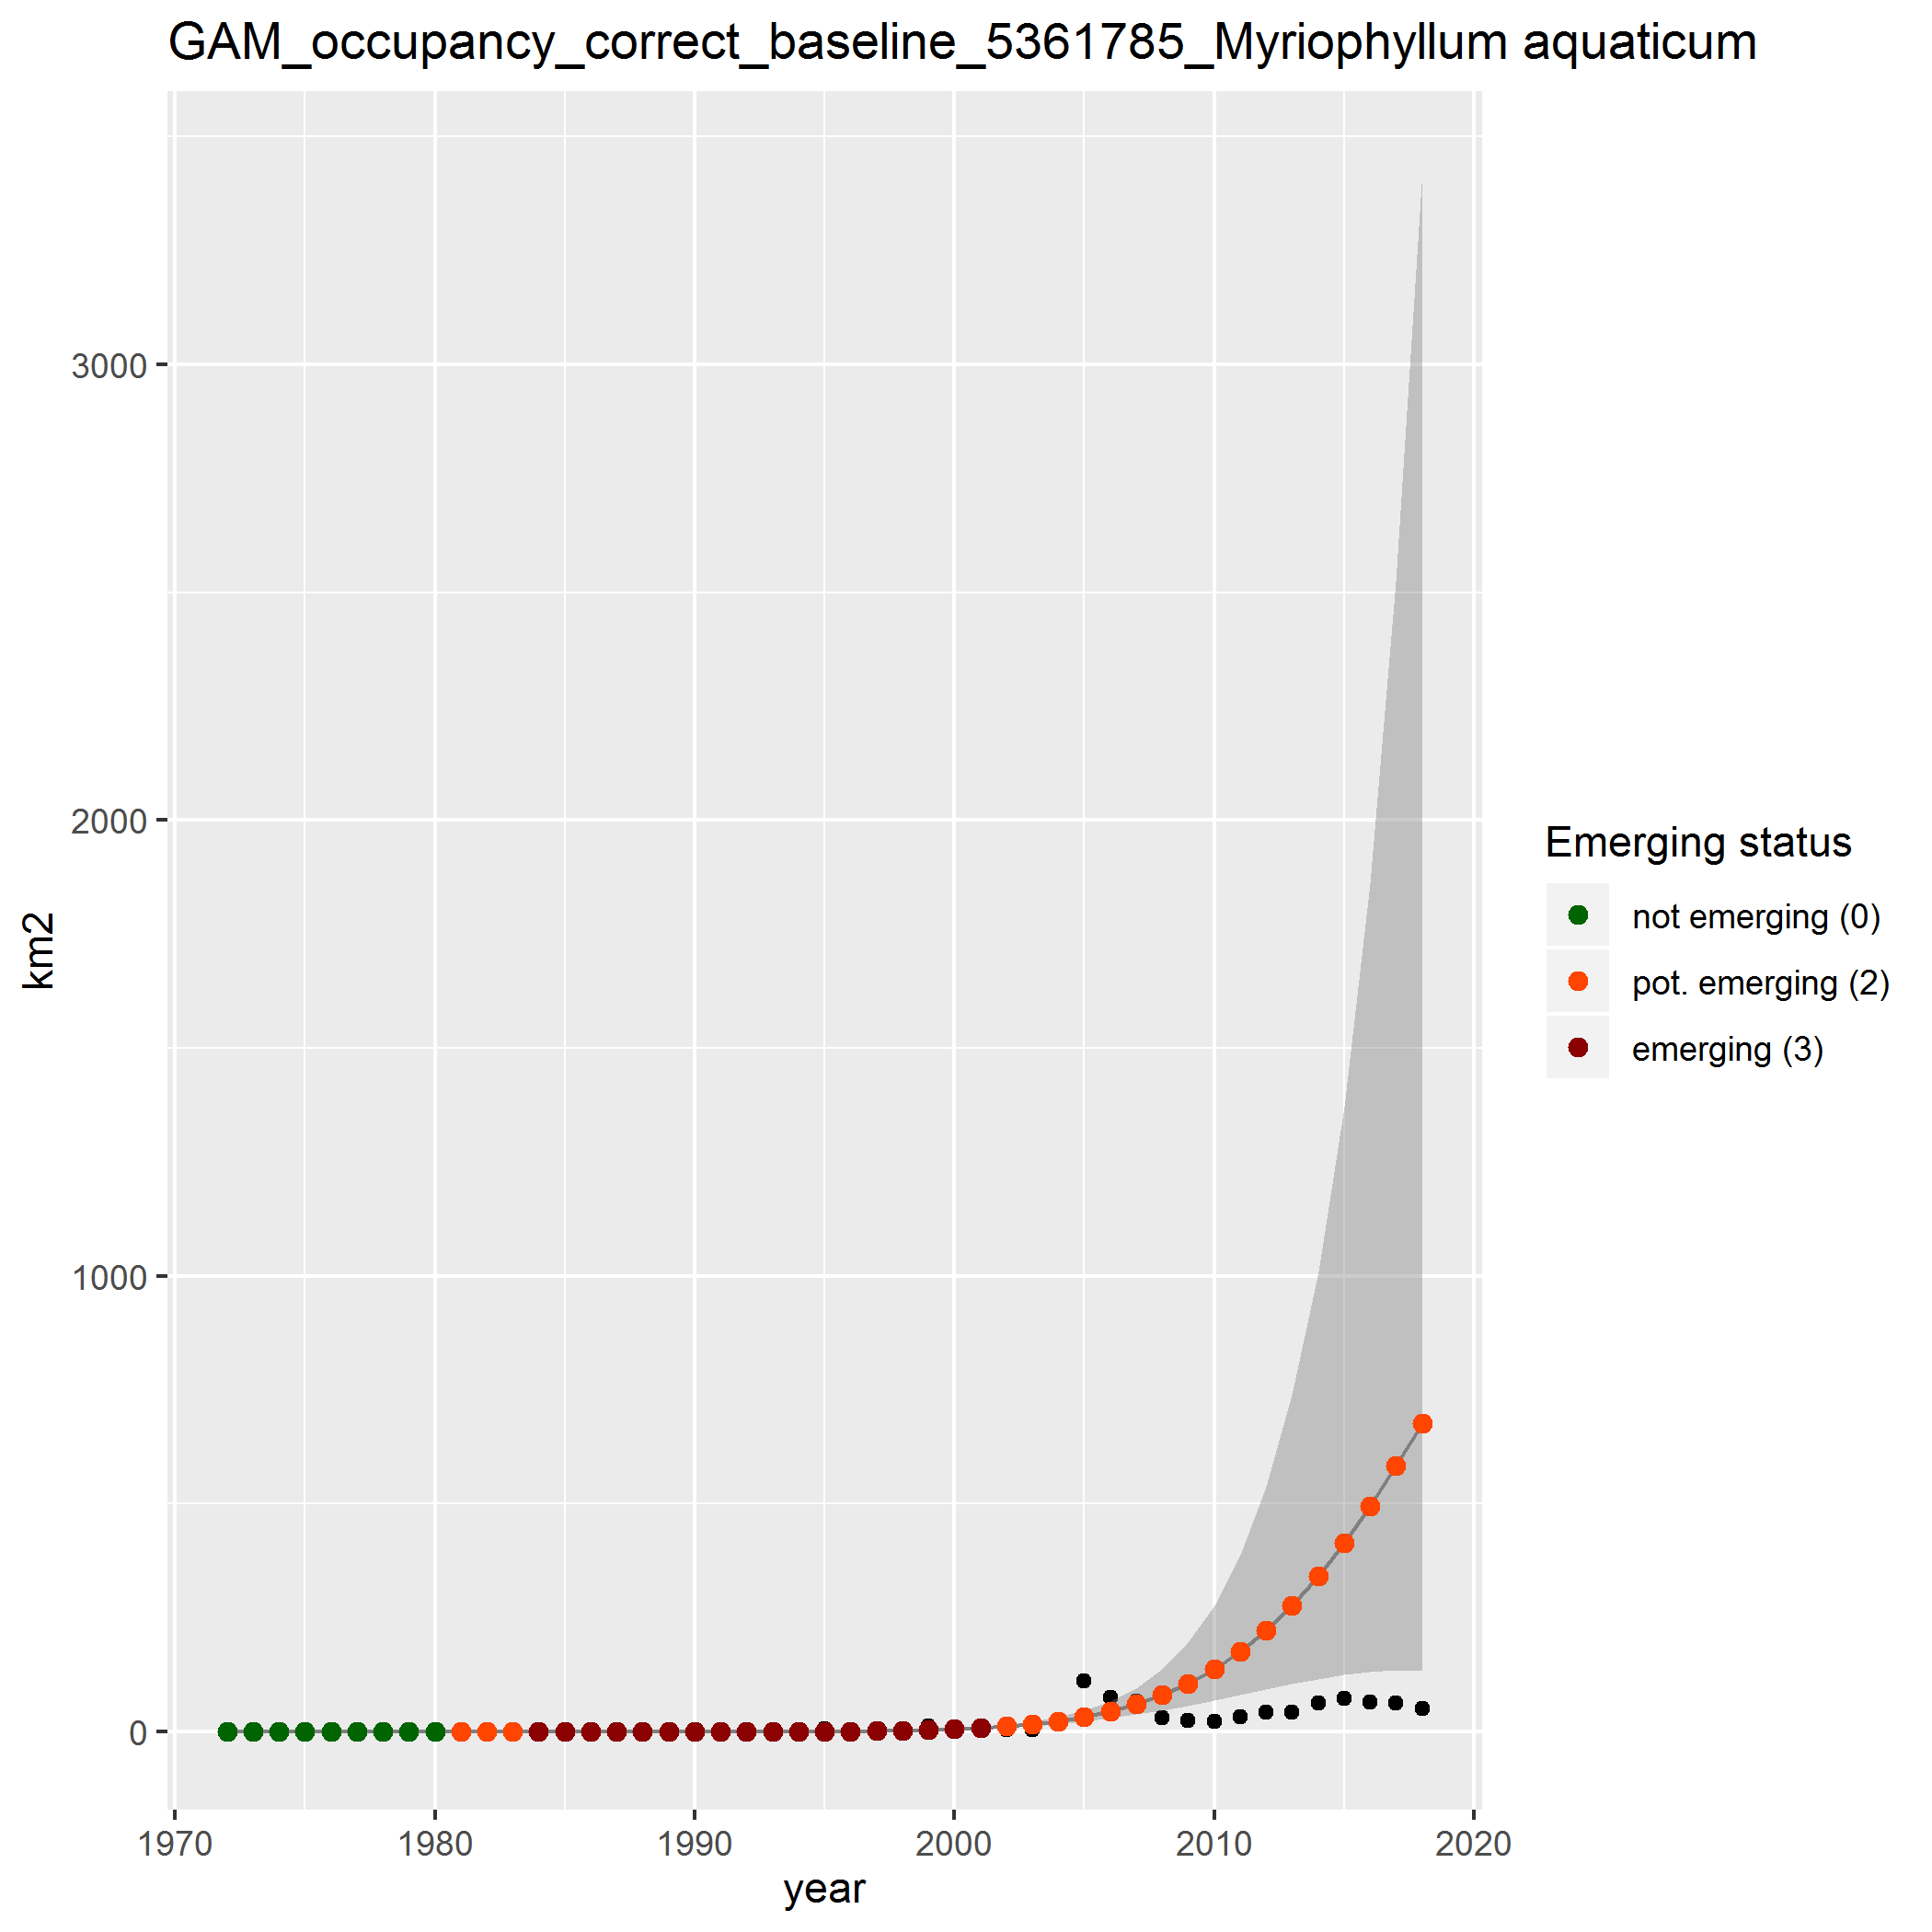 GAM_occupancy_correct_baseline_5361785_Myriophyllum aquaticum
3000
2000
1000
0
km2
1970 1980 1990 2000 2010 2020
year
Emerging status
not emerging (0)
pot. emerging (2)
emerging (3)